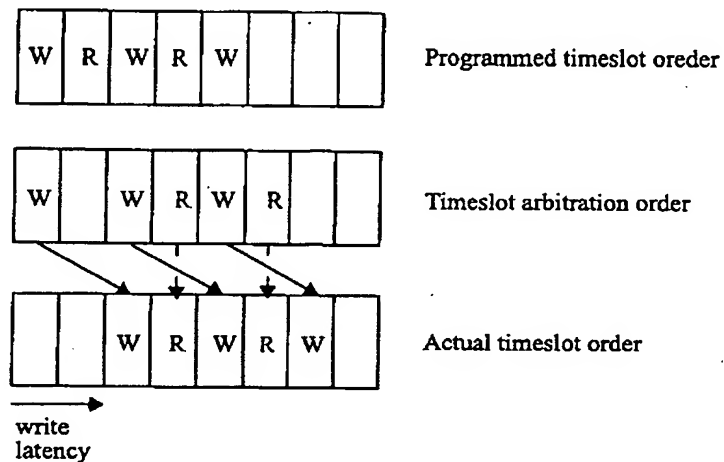 W R W R W
Programmed timeslot oreder
W W R W R
Timeslot arbitration order
W R W R W
Actual timeslot order
write
latency